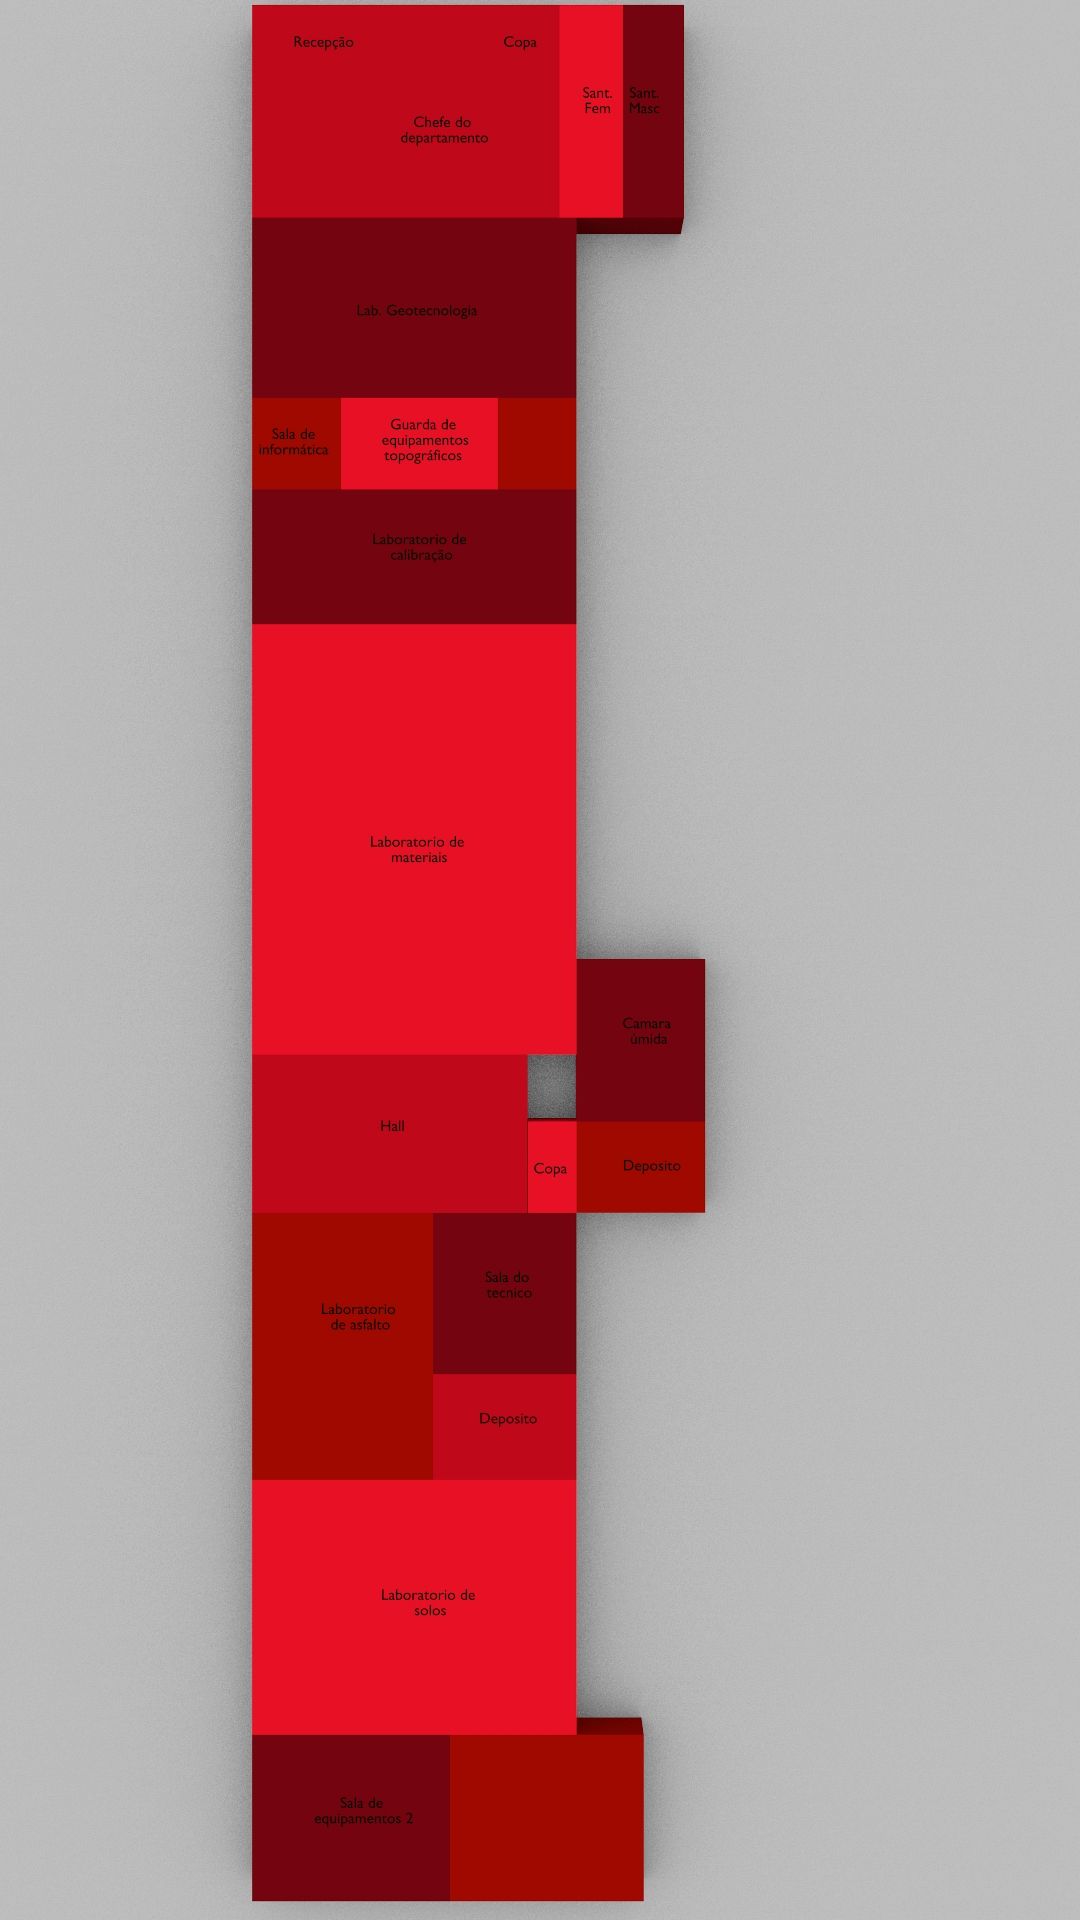 Recepção
Copa
Sant.
Fem
Sant.
Masc
Chefe do
departamento
Lab. Geotecnologia
Sala de
informática
Guarda de
equipamentos
topográficos
Laboratorio de
calibração
Laboratorio de
materiais
Camara
úmida
Hall
Copa
Deposito
Sala do
tecnico
Laboratorio
de asfalto
Deposito
Laboratorio de
solos
Sala de
equipamentos 2